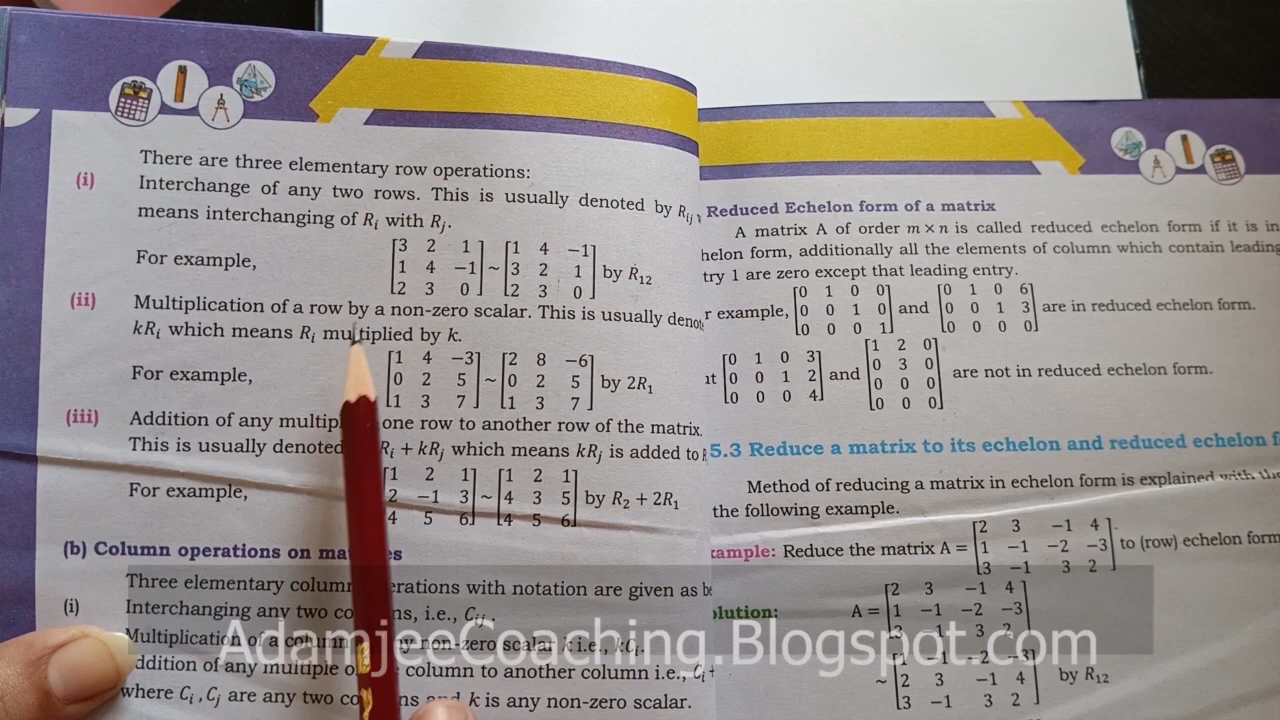 There are three elementary row operations:
(i) Interchange of any two rows. This is usually denoted by Rij,
means interchanging of Ri with Rj.
For example, [3 2 1; 1 4 −1; 2 3 0] ~ [1 4 −1; 3 2 1; 2 3 0] by R12
(ii) Multiplication of a row by a non-zero scalar. This is usually
kRi which means Ri multiplied by k.
For example, [1 4 −3; 0 2 5; 1 3 7] ~ [2 8 −6; 0 2 5; 1 3 7] by 2R1
(iii) Addition of any one row to another row of the matrix.
This is usually denoted Ri + kRj which means kRj is added to
For example, [1 2 1; 2 −1 3; 4 5 6] ~ [1 2 1; 4 3 5; 4 5 6] by R2 + 2R1
(b) Column operations on
Three elementary with notation are given as
(i) Interchanging any two i.e., Cij.
Multiplication of a column by any non-zero scalar k i.e., kCi.
Addition of any multiple column to another column i.e., Ci +
where Ci, Cj are any two and k is any non-zero scalar.
Reduced Echelon form of a matrix
A matrix A of order m × n is called reduced echelon form if it is in
form, additionally all the elements of column which contain leading
1 are zero except that leading entry.
example, [0 1 0 0; 0 0 1 0; 0 0 0 1] and [0 1 0 6; 0 0 1 3; 0 0 0 0] are in reduced echelon form.
[0 1 0 3; 0 0 1 2; 0 0 0 4] and [1 2 0; 0 3 0; 0 0 0; 0 0 0] are not in reduced echelon form.
5.3 Reduce a matrix to its echelon and reduced echelon
Method of reducing a matrix in echelon form is explained with the
the following example.
Reduce the matrix A = [2 3 −1 4; 1 −1 −2 −3; 3 −1 3 2] to (row) echelon form
A = [2 3 −1 4; 1 −1 −2 −3; 3 −1 3 2]
~ [1 −1 −2 −3; 2 3 −1 4; 3 −1 3 2] by R12
AdamjeeCoaching.Blogspot.com